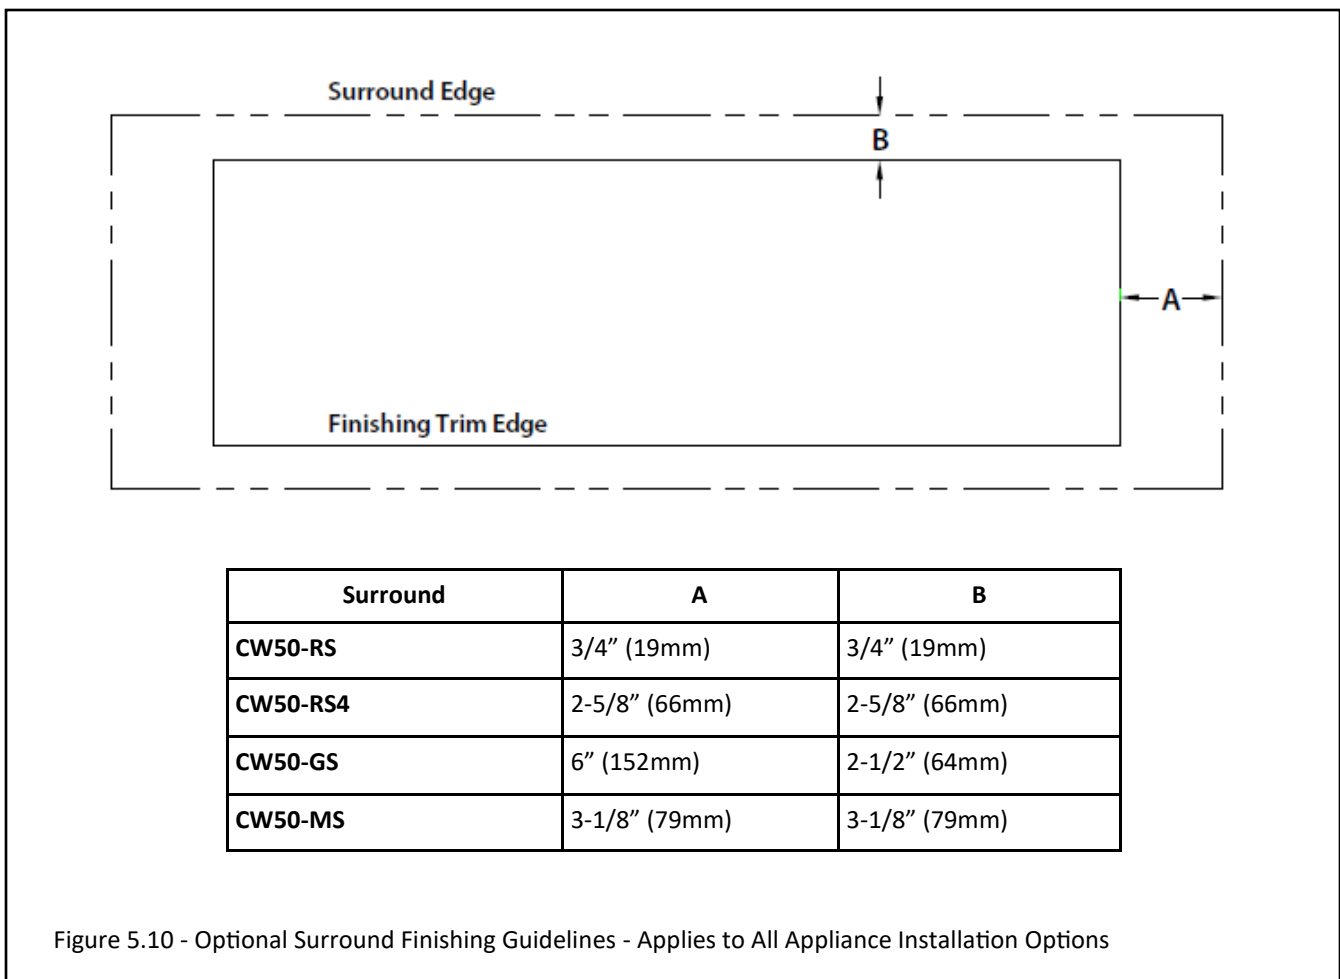 Surround Edge
B
A
Finishing Trim Edge
Surround A B
CW50-RS 3/4” (19mm) 3/4” (19mm)
CW50-RS4 2-5/8” (66mm) 2-5/8” (66mm)
CW50-GS 6” (152mm) 2-1/2” (64mm)
CW50-MS 3-1/8” (79mm) 3-1/8” (79mm)
Figure 5.10 - Optional Surround Finishing Guidelines - Applies to All Appliance Installation Options